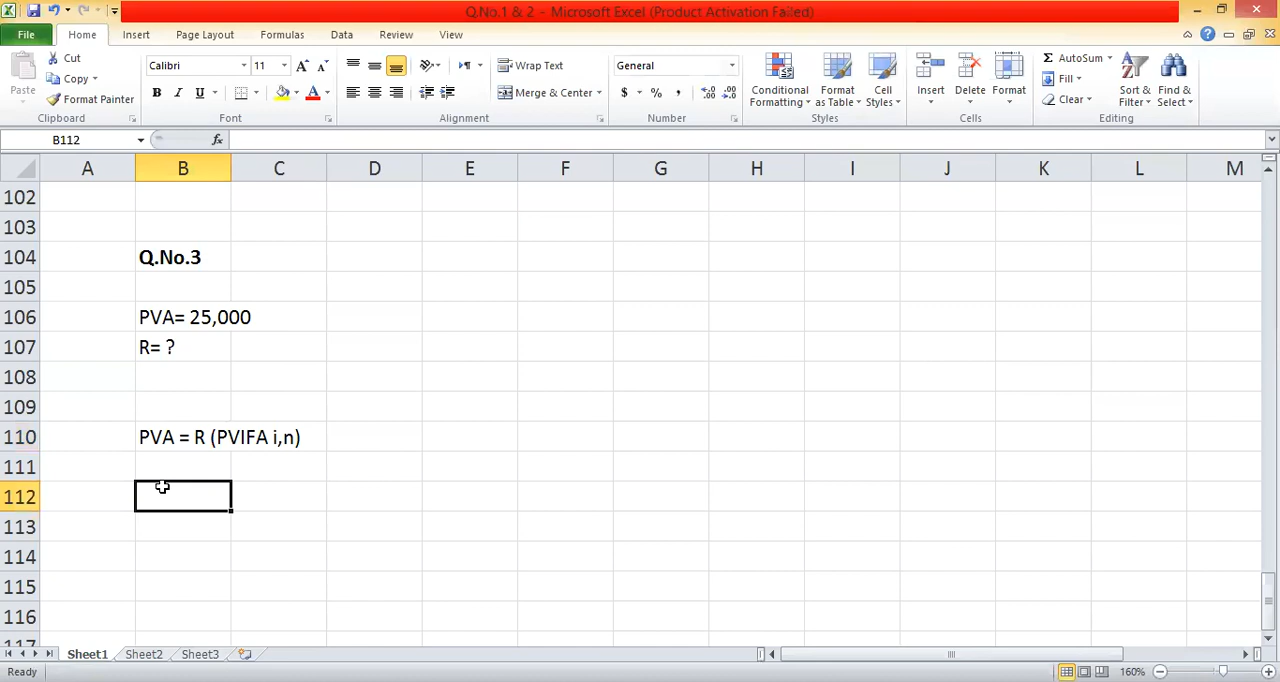 Q.No.1 & 2 - Microsoft Excel (Product Activation Failed)
File Home Insert Page Layout Formulas Data Review View
Paste
Cut
Copy
Format Painter
Clipboard
Calibri 11 A A
B I U A
Font
Wrap Text
Merge & Center
Alignment
General
$ % ,
Number
Conditional Formatting
Format as Table
Cell Styles
Styles
Insert Delete Format
Cells
AutoSum
Fill
Clear
Sort & Filter
Find & Select
Editing
B112 fx
A B C D E F G H I J K L M
102
103
104 Q.No.3
105
106 PVA= 25,000
107 R= ?
108
109
110 PVA = R (PVIFA i,n)
111
112
113
114
115
116
117
Sheet1 Sheet2 Sheet3
Ready 160%